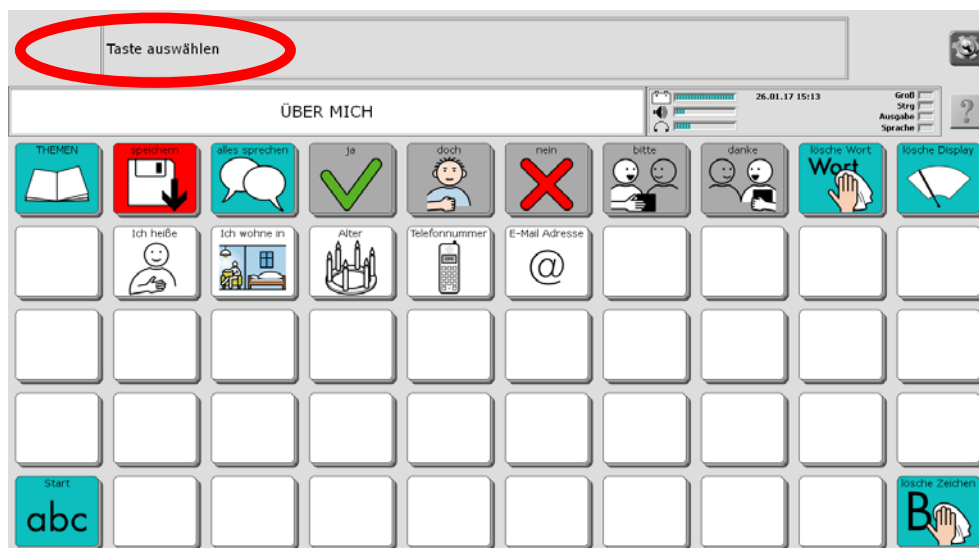 Taste auswählen
ÜBER MICH
26.01.17 15:13
Groß
Strg
Ausgabe
Sprache
?
THEMEN
speichern
alles sprechen
ja
doch
nein
bitte
danke
lösche Wort
Wort
lösche Display
Ich heiße
Ich wohne in
Alter
Telefonnummer
E-Mail Adresse
@
Start
abc
lösche Zeichen
B